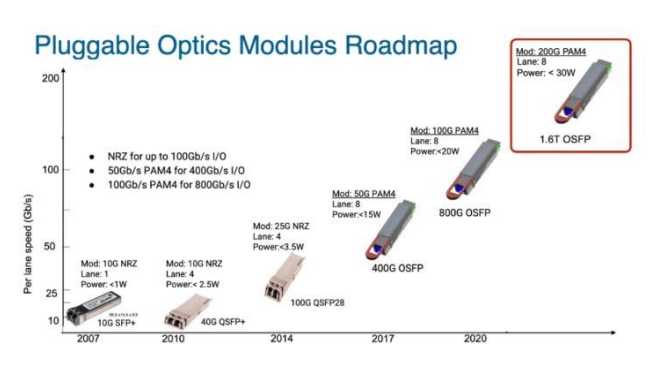 Pluggable Optics Modules Roadmap
Per lane speed (Gb/s)
200
100
50
25
10
• NRZ for up to 100Gb/s I/O
• 50Gb/s PAM4 for 400Gb/s I/O
• 100Gb/s PAM4 for 800Gb/s I/O
Mod: 10G NRZ
Lane: 1
Power: <1W
10G SFP+
Mod: 10G NRZ
Lane: 4
Power:< 2.5W
40G QSFP+
Mod: 25G NRZ
Lane: 4
Power:<3.5W
100G QSFP28
Mod: 50G PAM4
Lane: 8
Power:<15W
400G OSFP
Mod: 100G PAM4
Lane: 8
Power:<20W
800G OSFP
Mod: 200G PAM4
Lane: 8
Power: < 30W
1.6T OSFP
2007
2010
2014
2017
2020